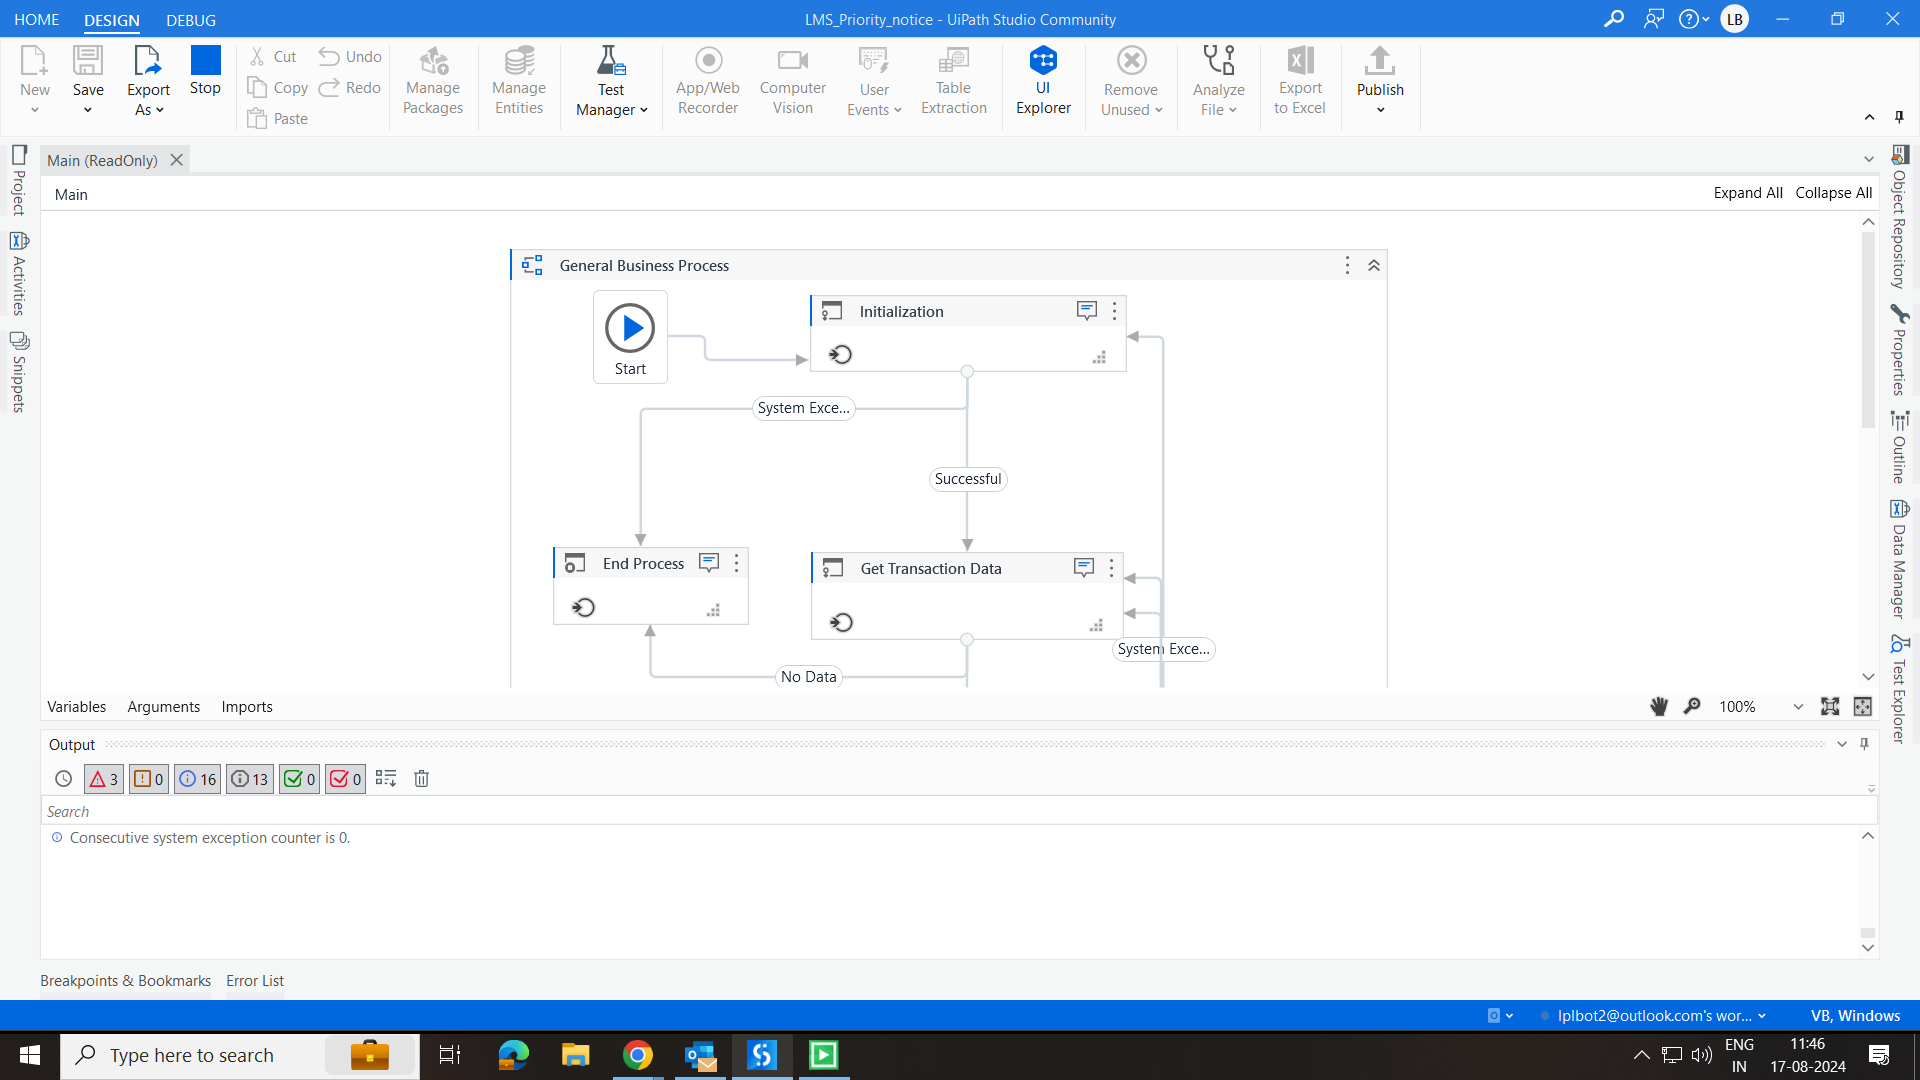 HOME DESIGN DEBUG
LMS_Priority_notice - UiPath Studio Community
LB
New
Save
Export As
Stop
Cut
Copy
Paste
Undo
Redo
Manage Packages
Manage Entities
Test Manager
App/Web Recorder
Computer Vision
User Events
Table Extraction
UI Explorer
Remove Unused
Analyze File
Export to Excel
Publish
Main (ReadOnly)
Main
Expand All Collapse All
Project
Activities
Snippets
Object Repository
Properties
Outline
Data Manager
Test Explorer
General Business Process
Start
Initialization
System Exce...
Successful
End Process
Get Transaction Data
System Exce...
No Data
Variables Arguments Imports
100%
Output
3 0 16 13 0 0
Search
Consecutive system exception counter is 0.
Breakpoints & Bookmarks Error List
lplbot2@outlook.com's wor...
VB, Windows
Type here to search
ENG
IN
11:46
17-08-2024